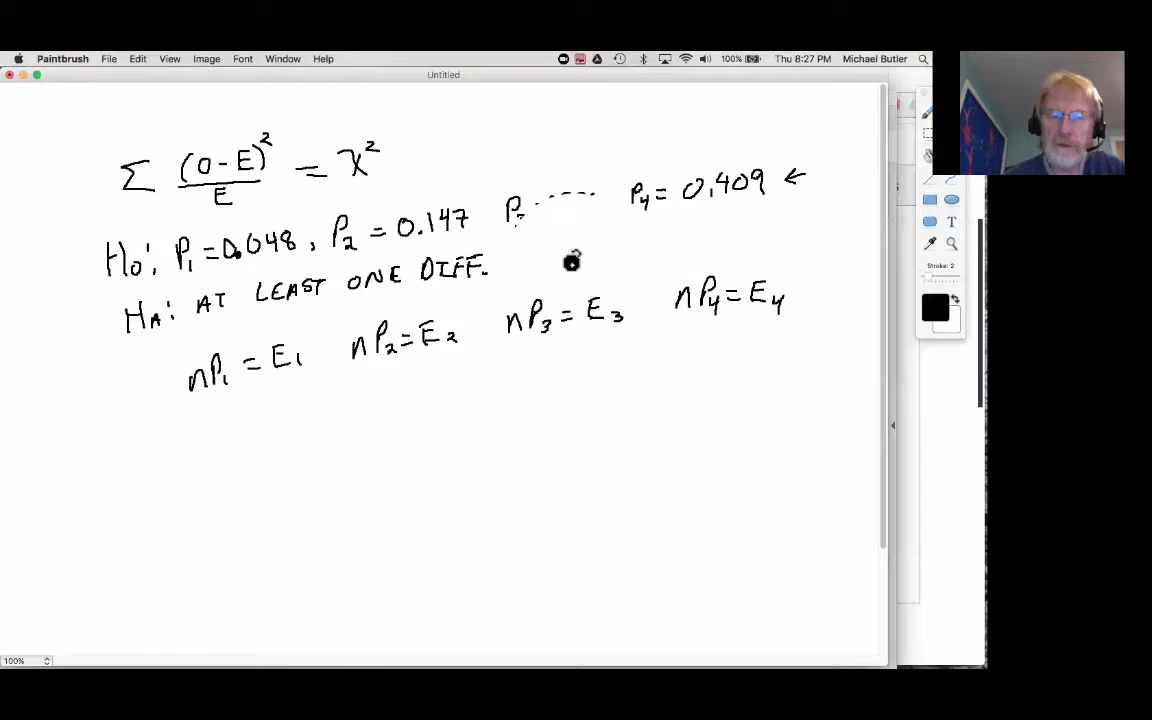 Paintbrush File Edit View Image Font Window Help 100% Thu 8:27 PM Michael Butler
Untitled
Σ (O - E)² / E = χ²
H₀: P₁ = 0.048, P₂ = 0.147 P₃ ..... P₄ = 0.409 ←
Hₐ: AT LEAST ONE DIFF.
nP₁ = E₁ nP₂ = E₂ nP₃ = E₃ nP₄ = E₄
T
Stroke: 2
100%